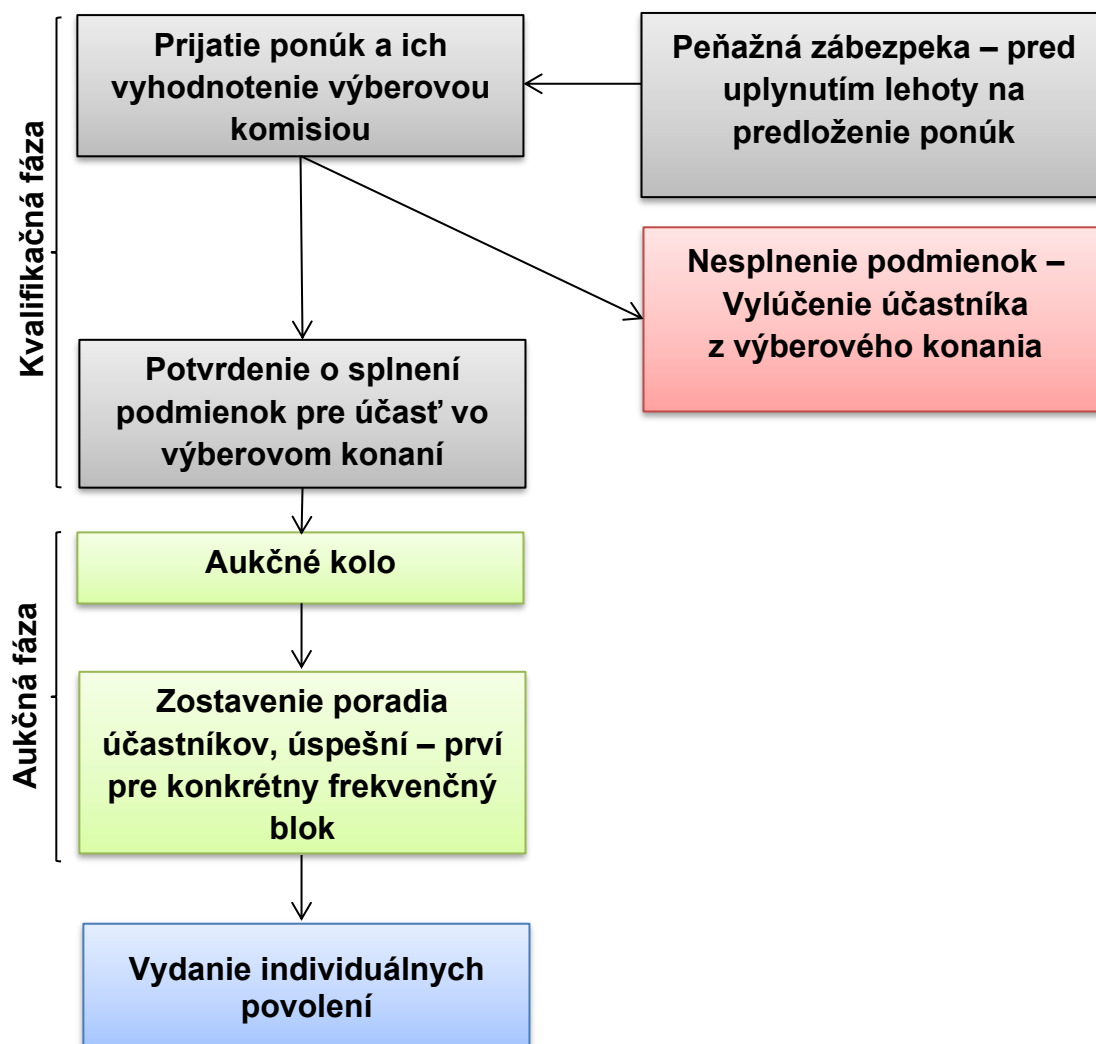 Kvalifikačná fáza
Prijatie ponúk a ich
vyhodnotenie výberovou
komisiou
Peňažná zábezpeka – pred
uplynutím lehoty na
predloženie ponúk
Nesplnenie podmienok –
Vylúčenie účastníka
z výberového konania
Potvrdenie o splnení
podmienok pre účasť vo
výberovom konaní
Aukčná fáza
Aukčné kolo
Zostavenie poradia
účastníkov, úspešní – prví
pre konkrétny frekvenčný
blok
Vydanie individuálnych
povolení